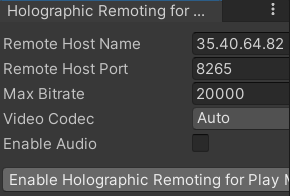 Holographic Remoting for ...
Remote Host Name 35.40.64.82
Remote Host Port 8265
Max Bitrate 20000
Video Codec Auto
Enable Audio
Enable Holographic Remoting for Play M